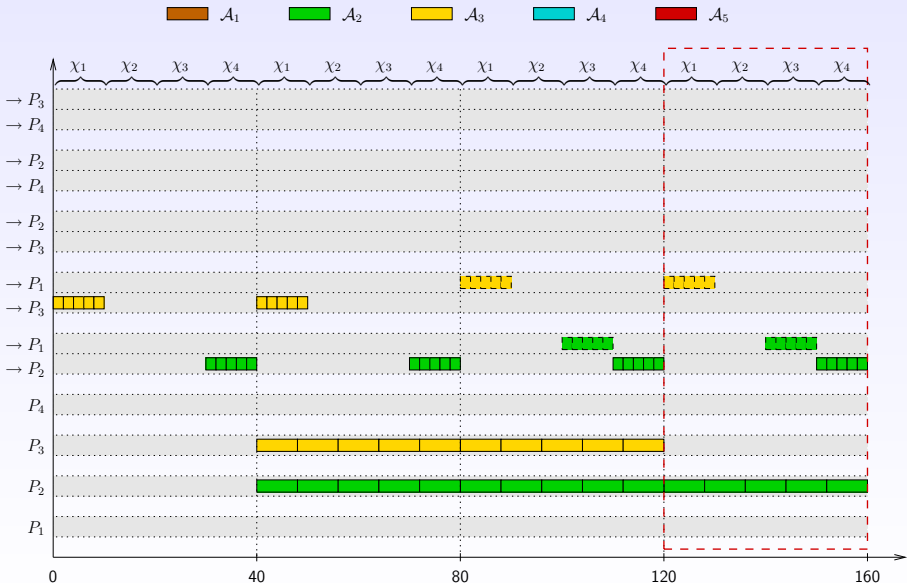 𝒜₁ 𝒜₂ 𝒜₃ 𝒜₄ 𝒜₅
χ₁ χ₂ χ₃ χ₄ χ₁ χ₂ χ₃ χ₄ χ₁ χ₂ χ₃ χ₄ χ₁ χ₂ χ₃ χ₄
→ P₃
→ P₄
→ P₂
→ P₄
→ P₂
→ P₃
→ P₁
→ P₃
→ P₁
→ P₂
P₄
P₃
P₂
P₁
0 40 80 120 160